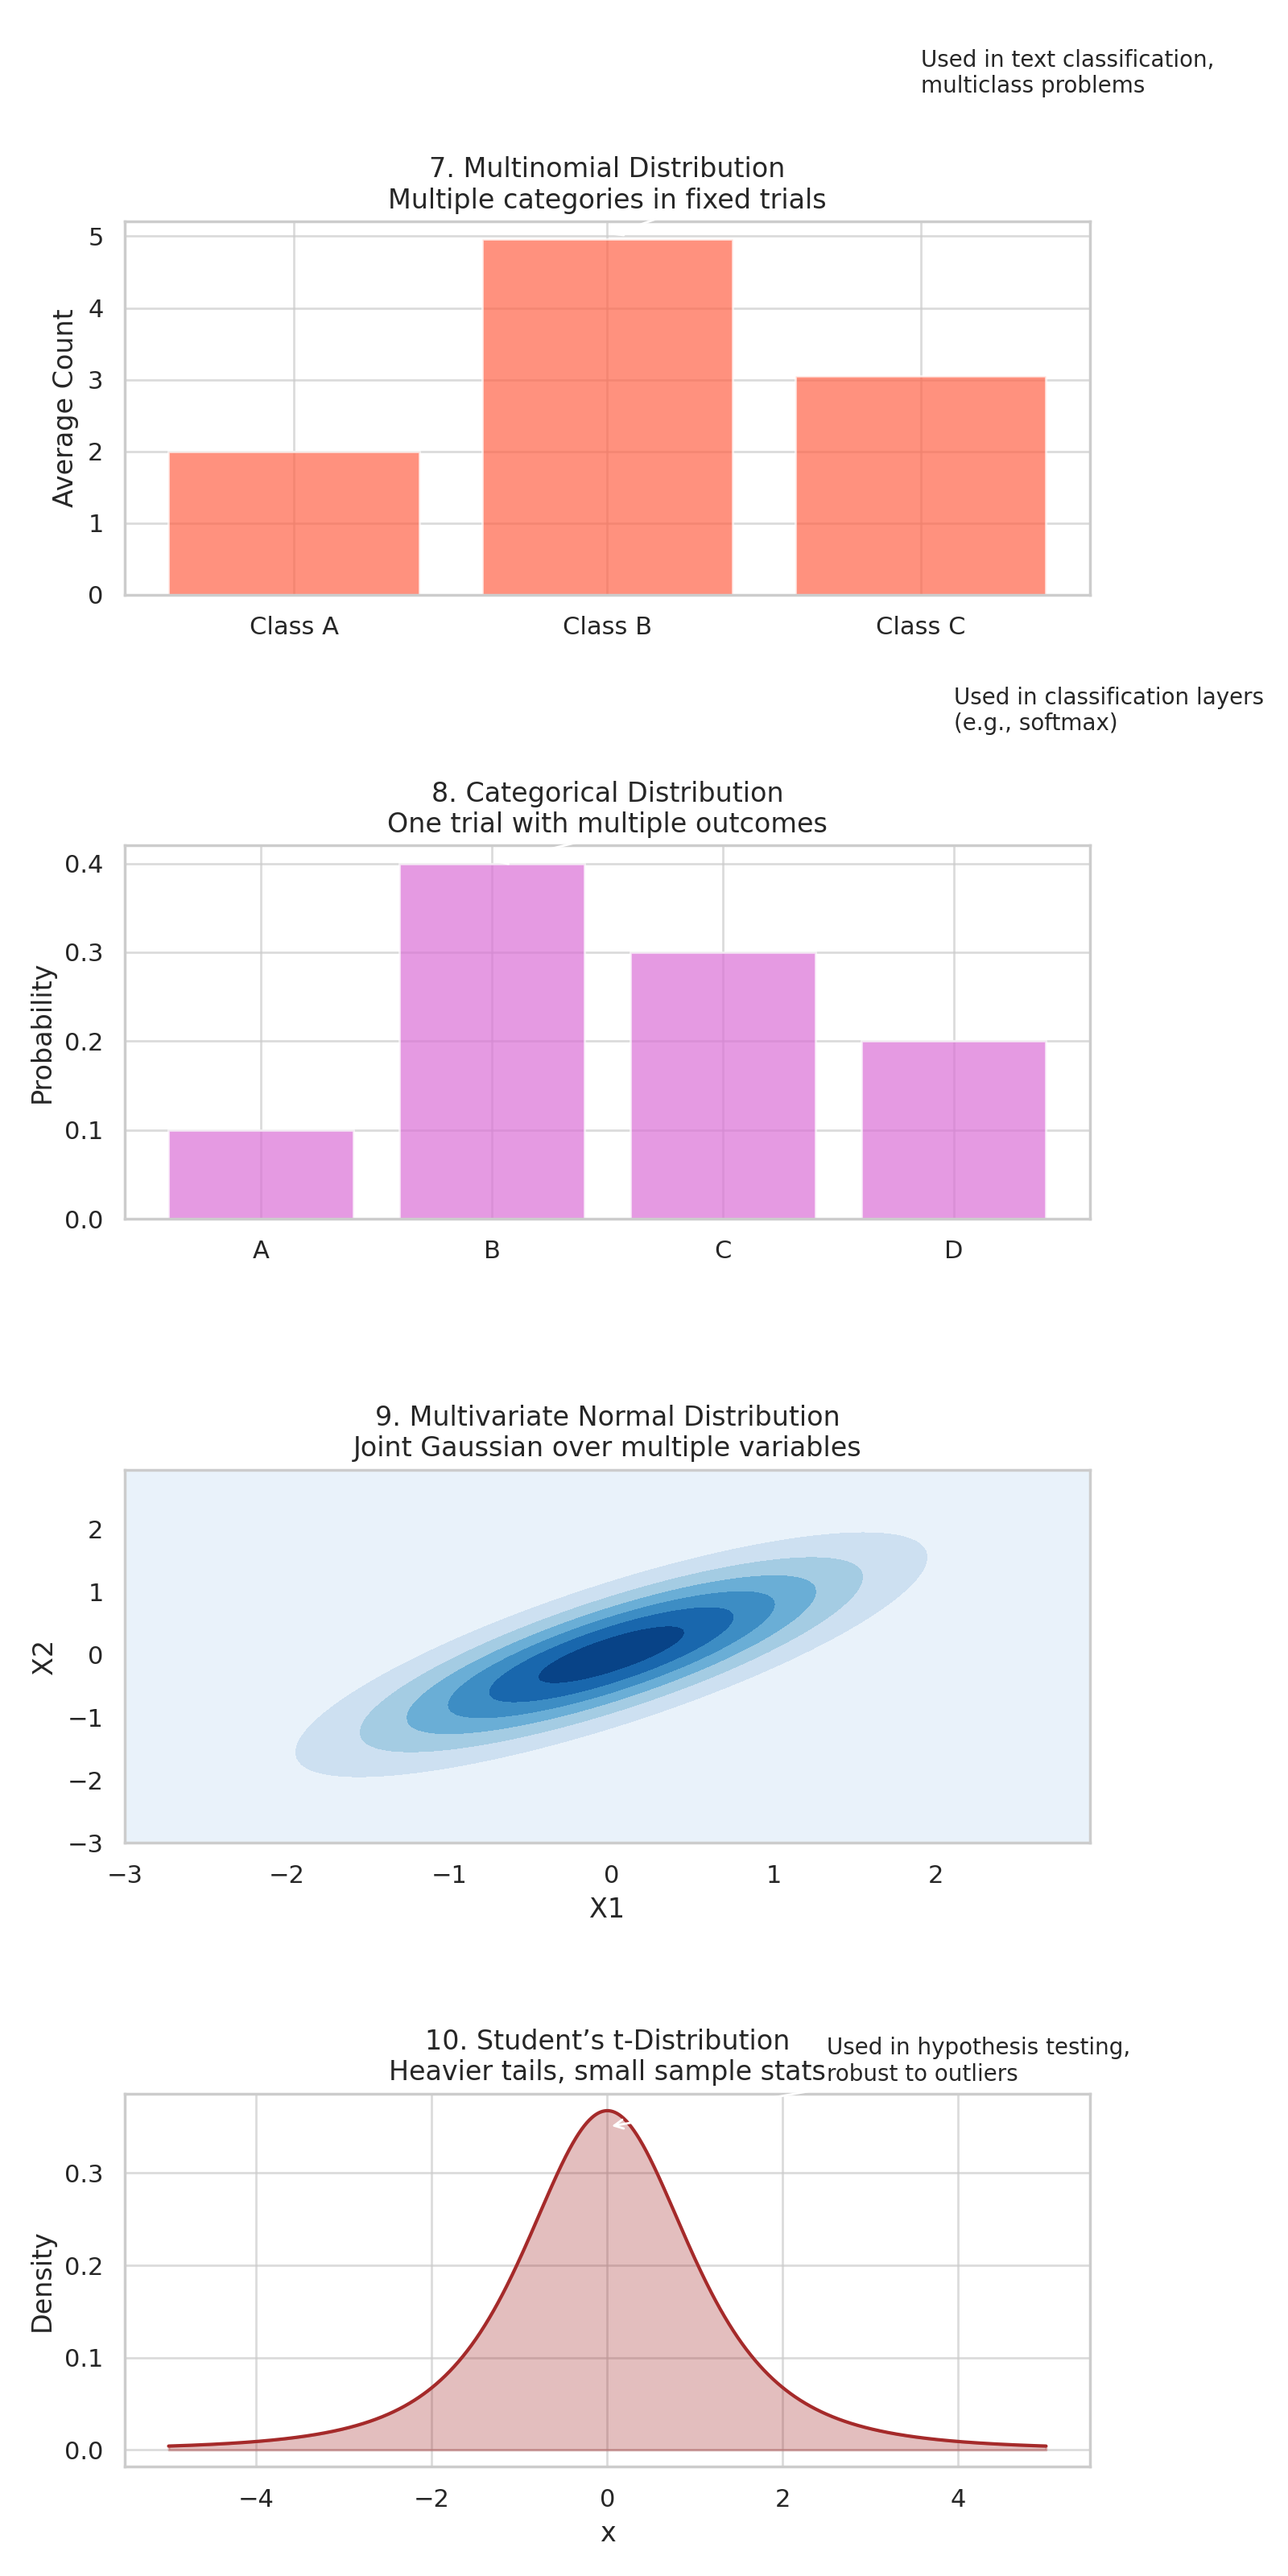 Used in text classification,
multiclass problems
7. Multinomial Distribution
Multiple categories in fixed trials
5
4
3
2
1
0
Average Count
Class A
Class B
Class C
Used in classification layers
(e.g., softmax)
8. Categorical Distribution
One trial with multiple outcomes
0.4
0.3
0.2
0.1
0.0
Probability
A
B
C
D
9. Multivariate Normal Distribution
Joint Gaussian over multiple variables
2
1
0
−1
−2
−3
X2
−3
−2
−1
0
1
2
X1
10. Student’s t-Distribution
Heavier tails, small sample stats
Used in hypothesis testing,
robust to outliers
0.3
0.2
0.1
0.0
Density
−4
−2
0
2
4
x